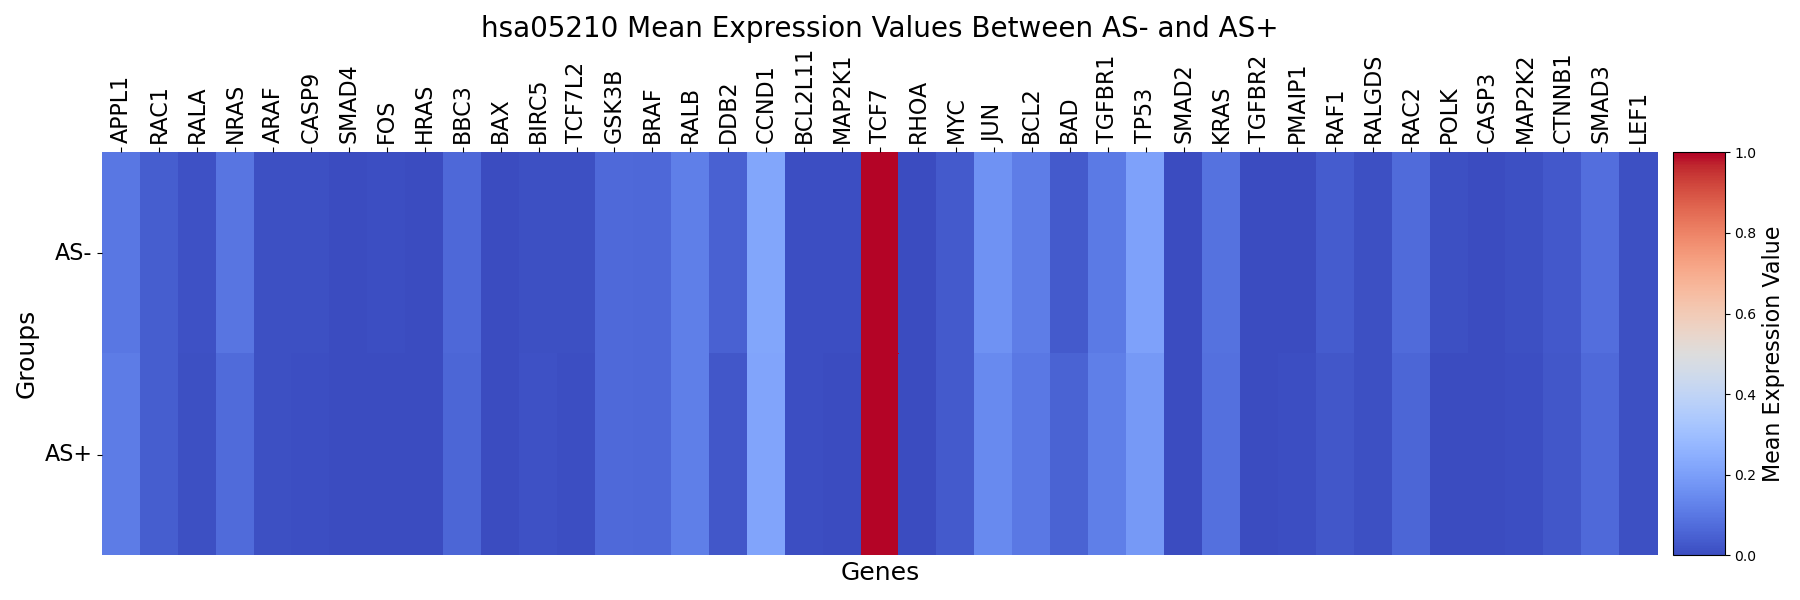 hsa05210 Mean Expression Values Between AS- and AS+
APPL1 RAC1 RALA NRAS ARAF CASP9 SMAD4 FOS HRAS BBC3 BAX BIRC5 TCF7L2 GSK3B BRAF RALB DDB2 CCND1 BCL2L11 MAP2K1 TCF7 RHOA MYC JUN BCL2 BAD TGFBR1 TP53 SMAD2 KRAS TGFBR2 PMAIP1 RAF1 RALGDS RAC2 POLK CASP3 MAP2K2 CTNNB1 SMAD3 LEF1
Groups
AS-
AS+
Genes
1.0
0.8
0.6
0.4
0.2
0.0
Mean Expression Value